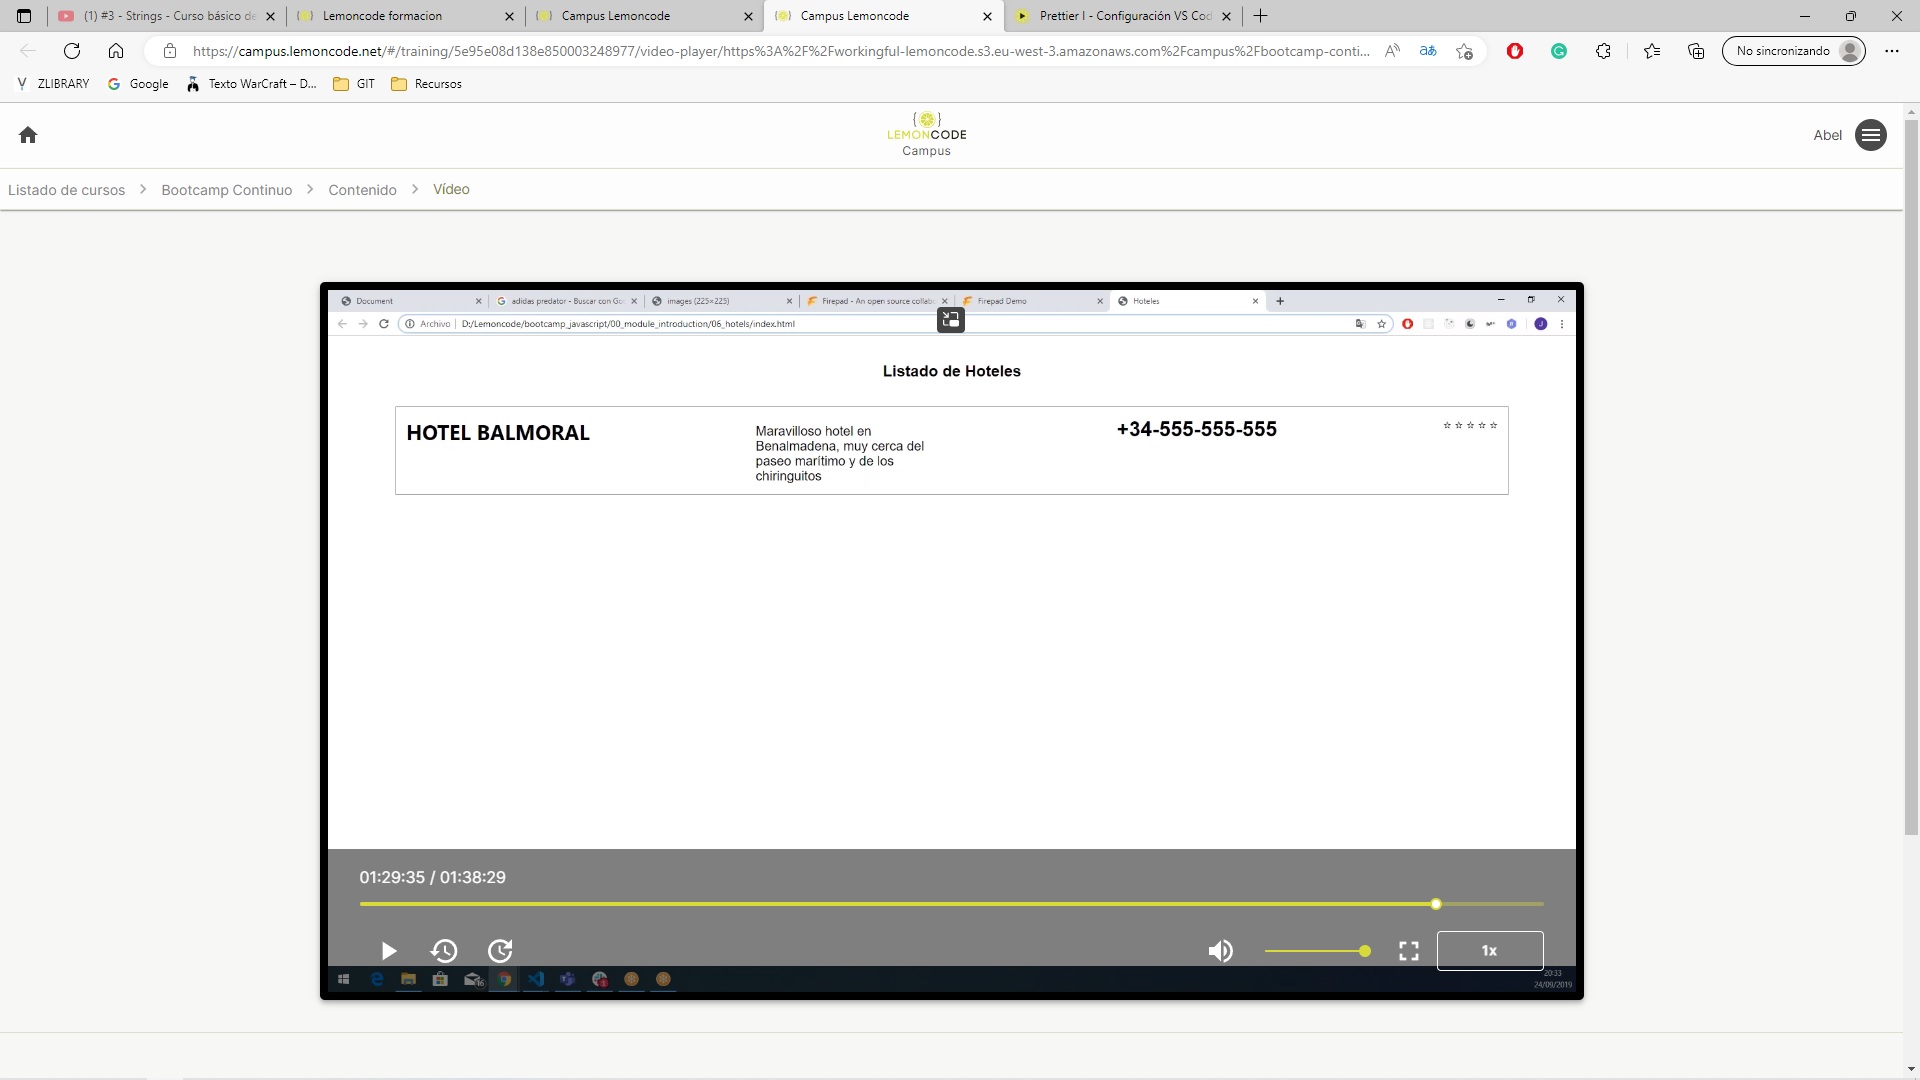 (1) #3 - Strings - Curso básico de
Lemoncode formacion
Campus Lemoncode
Campus Lemoncode
Prettier I - Configuración VS Cod
No sincronizando
https://campus.lemoncode.net/#/training/5e95e08d138e850003248977/video-player/https%3A%2F%2Fworkingful-lemoncode.s3.eu-west-3.amazonaws.com%2Fcampus%2Fbootcamp-conti...
ZLIBRARY
Google
Texto WarCraft – D...
GIT
Recursos
LEMONCODE
Campus
Abel
Listado de cursos > Bootcamp Continuo > Contenido > Vídeo
Document
adidas predator - Buscar con Go
images (225×225)
Firepad - An open source collab
Firepad Demo
Hoteles
Archivo | D:/Lemoncode/bootcamp_javascript/00_module_introduction/06_hotels/index.html
Listado de Hoteles
HOTEL BALMORAL
Maravilloso hotel en
Benalmadena, muy cerca del
paseo marítimo y de los
chiringuitos
+34-555-555-555
☆ ☆ ☆ ☆ ☆
01:29:35 / 01:38:29
1x
20:33
24/09/2019